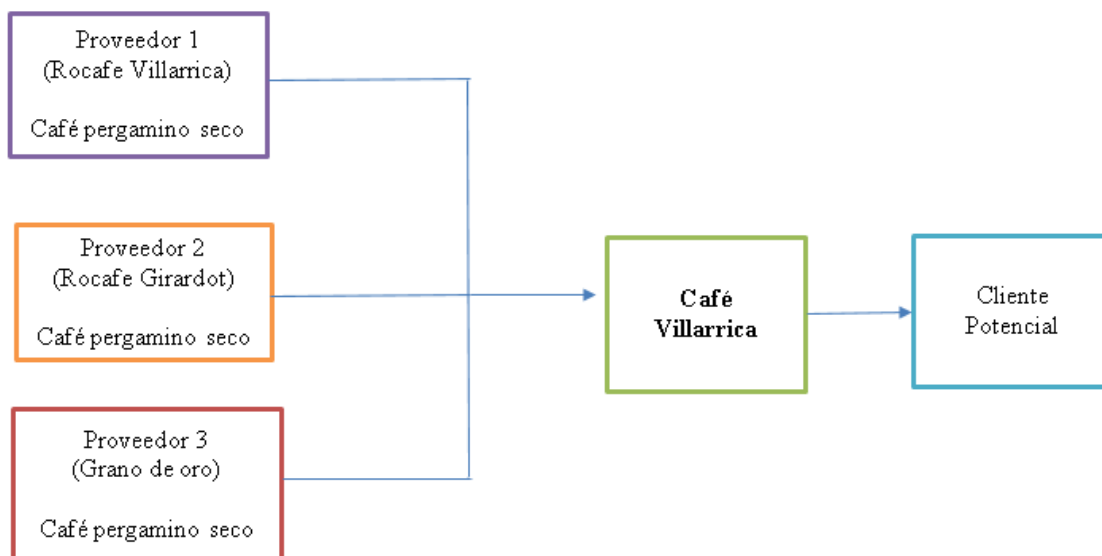 Proveedor 1
(Rocafe Villarrica)
Café pergamino seco
Proveedor 2
(Rocafe Girardot)
Café pergamino seco
Proveedor 3
(Grano de oro)
Café pergamino seco
Café
Villarrica
Cliente
Potencial